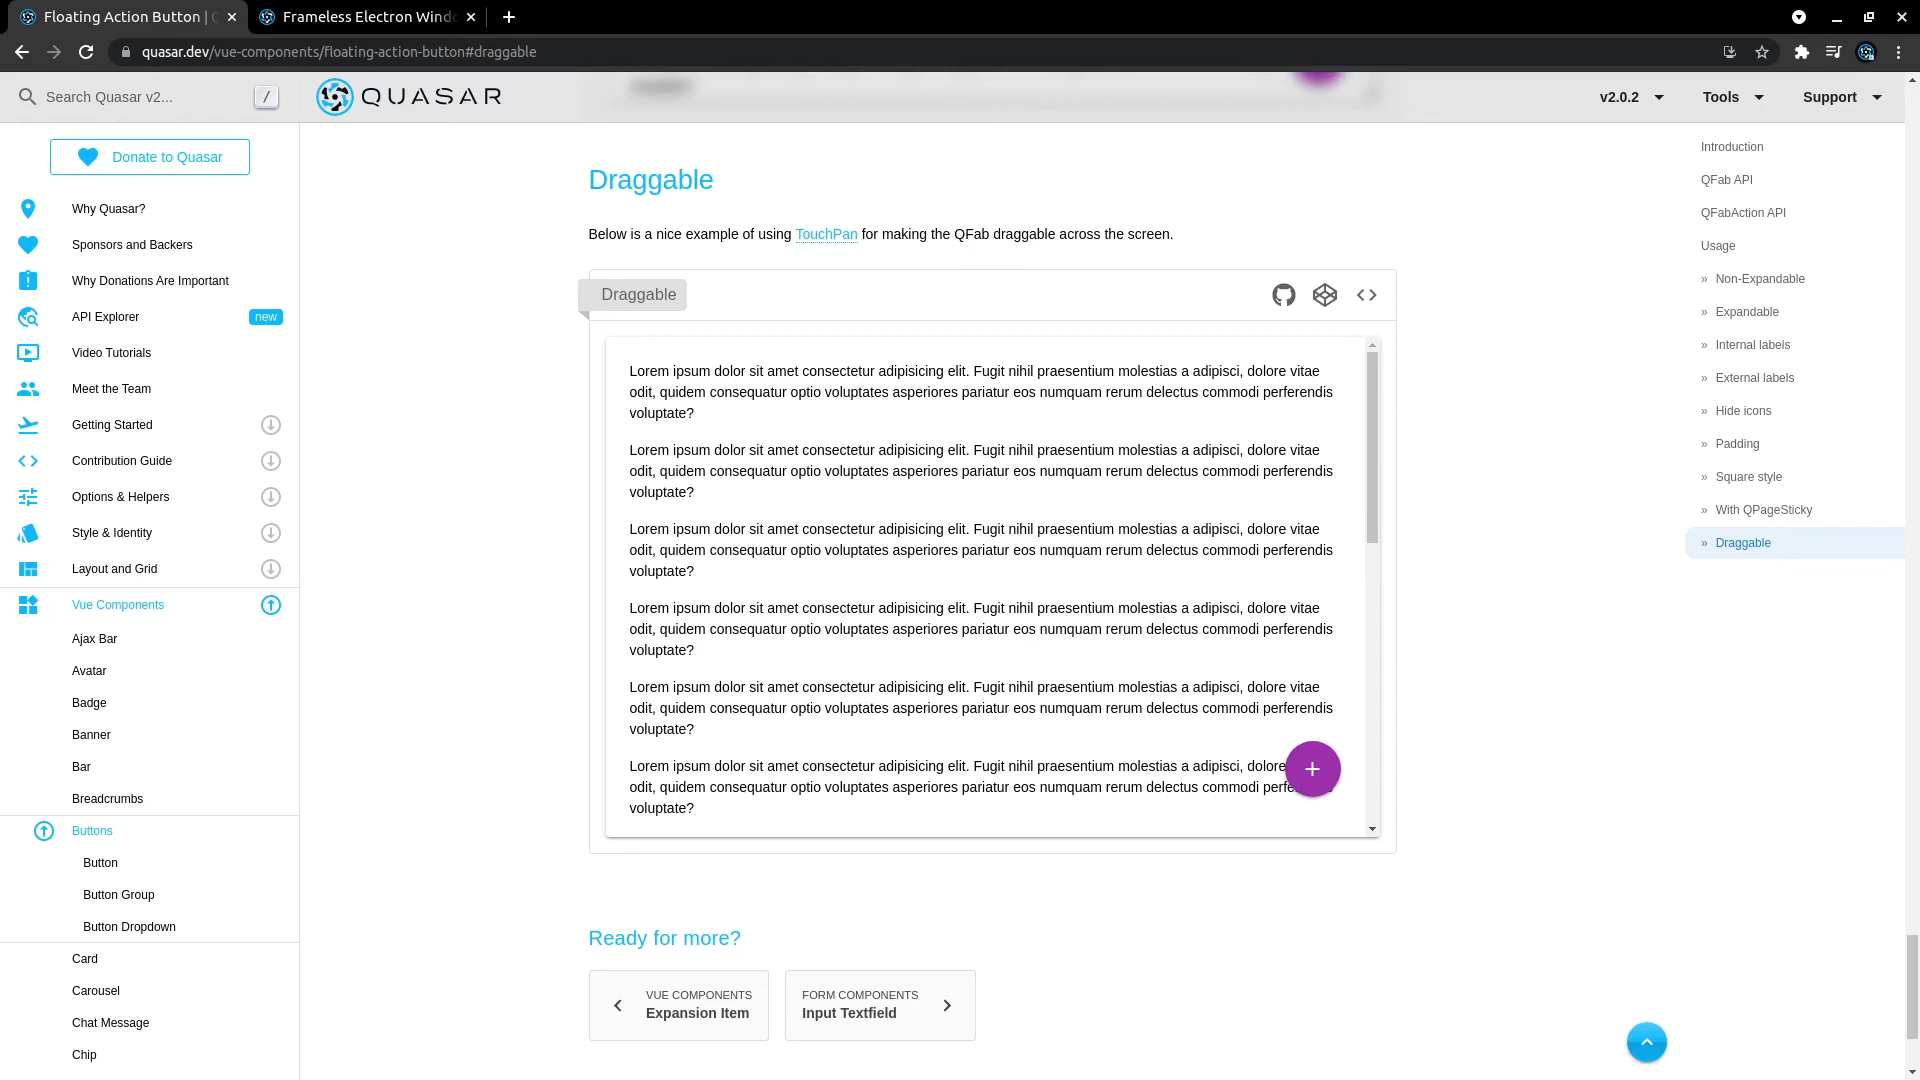 Floating Action Button |
Frameless Electron Wind
quasar.dev/vue-components/floating-action-button#draggable
Search Quasar v2...
/
QUASAR
v2.0.2
Tools
Support
Donate to Quasar
Why Quasar?
Sponsors and Backers
Why Donations Are Important
API Explorer
new
Video Tutorials
Meet the Team
Getting Started
Contribution Guide
Options & Helpers
Style & Identity
Layout and Grid
Vue Components
Ajax Bar
Avatar
Badge
Banner
Bar
Breadcrumbs
Buttons
Button
Button Group
Button Dropdown
Card
Carousel
Chat Message
Chip
Draggable
Below is a nice example of using TouchPan for making the QFab draggable across the screen.
Draggable
Lorem ipsum dolor sit amet consectetur adipisicing elit. Fugit nihil praesentium molestias a adipisci, dolore vitae
odit, quidem consequatur optio voluptates asperiores pariatur eos numquam rerum delectus commodi perferendis
voluptate?
Lorem ipsum dolor sit amet consectetur adipisicing elit. Fugit nihil praesentium molestias a adipisci, dolore vitae
odit, quidem consequatur optio voluptates asperiores pariatur eos numquam rerum delectus commodi perferendis
voluptate?
Lorem ipsum dolor sit amet consectetur adipisicing elit. Fugit nihil praesentium molestias a adipisci, dolore vitae
odit, quidem consequatur optio voluptates asperiores pariatur eos numquam rerum delectus commodi perferendis
voluptate?
Lorem ipsum dolor sit amet consectetur adipisicing elit. Fugit nihil praesentium molestias a adipisci, dolore vitae
odit, quidem consequatur optio voluptates asperiores pariatur eos numquam rerum delectus commodi perferendis
voluptate?
Lorem ipsum dolor sit amet consectetur adipisicing elit. Fugit nihil praesentium molestias a adipisci, dolore vitae
odit, quidem consequatur optio voluptates asperiores pariatur eos numquam rerum delectus commodi perferendis
voluptate?
Lorem ipsum dolor sit amet consectetur adipisicing elit. Fugit nihil praesentium molestias a adipisci, dolore
odit, quidem consequatur optio voluptates asperiores pariatur eos numquam rerum delectus commodi
voluptate?
Ready for more?
VUE COMPONENTS
Expansion Item
FORM COMPONENTS
Input Textfield
Introduction
QFab API
QFabAction API
Usage
» Non-Expandable
» Expandable
» Internal labels
» External labels
» Hide icons
» Padding
» Square style
» With QPageSticky
» Draggable